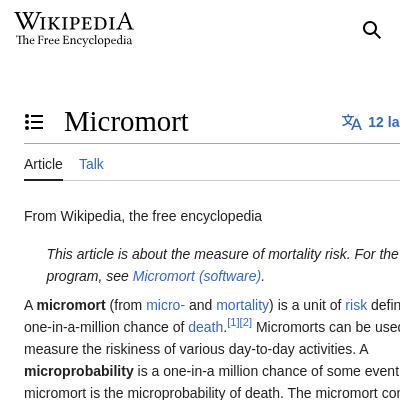 WIKIPEDIA
The Free Encyclopedia
Micromort
12 la
Article Talk
From Wikipedia, the free encyclopedia
This article is about the measure of mortality risk. For the
program, see Micromort (software).
A micromort (from micro- and mortality) is a unit of risk defin
one-in-a-million chance of death.[1][2] Micromorts can be used
measure the riskiness of various day-to-day activities. A
microprobability is a one-in-a million chance of some event
micromort is the microprobability of death. The micromort con